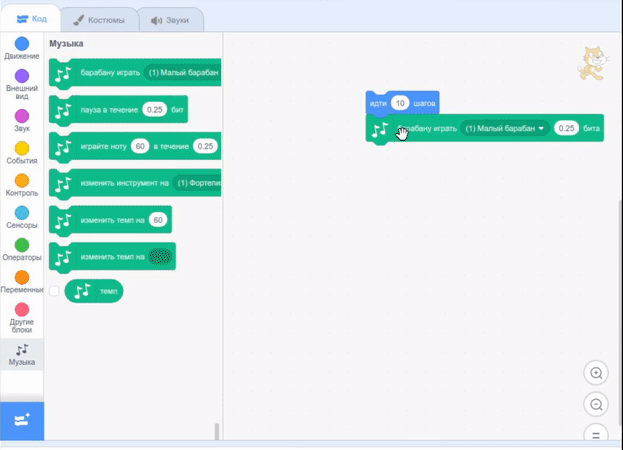 Код
Костюмы
Звуки
Движение
Внешний
вид
Звук
События
Контроль
Сенсоры
Операторы
Переменные
Другие
блоки
Музыка
Музыка
барабану играть (1) Малый барабан
пауза в течение 0.25 бит
играйте ноту 60 в течение 0.25
изменить инструмент на (1) Фортепи
изменить темп на 60
изменить темп на
темп
идти 10 шагов
барабану играть (1) Малый барабан 0.25 бита